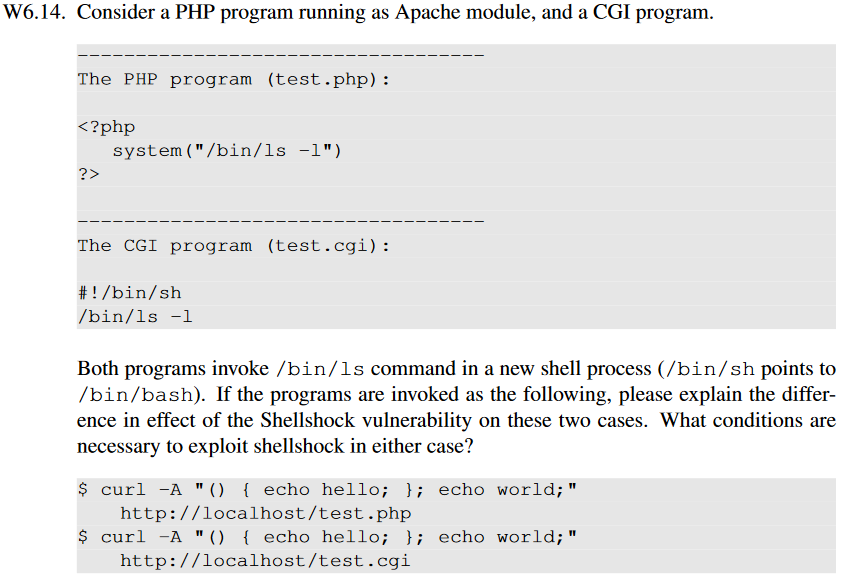 W6.14. Consider a PHP program running as Apache module, and a CGI program.
-----------------------------------
The PHP program (test.php):
<?php
   system("/bin/ls -l")
?>
-----------------------------------
The CGI program (test.cgi):
#!/bin/sh
/bin/ls -l
Both programs invoke /bin/ls command in a new shell process (/bin/sh points to
/bin/bash). If the programs are invoked as the following, please explain the differ-
ence in effect of the Shellshock vulnerability on these two cases. What conditions are
necessary to exploit shellshock in either case?
$ curl -A "() { echo hello; }; echo world;"
    http://localhost/test.php
$ curl -A "() { echo hello; }; echo world;"
    http://localhost/test.cgi